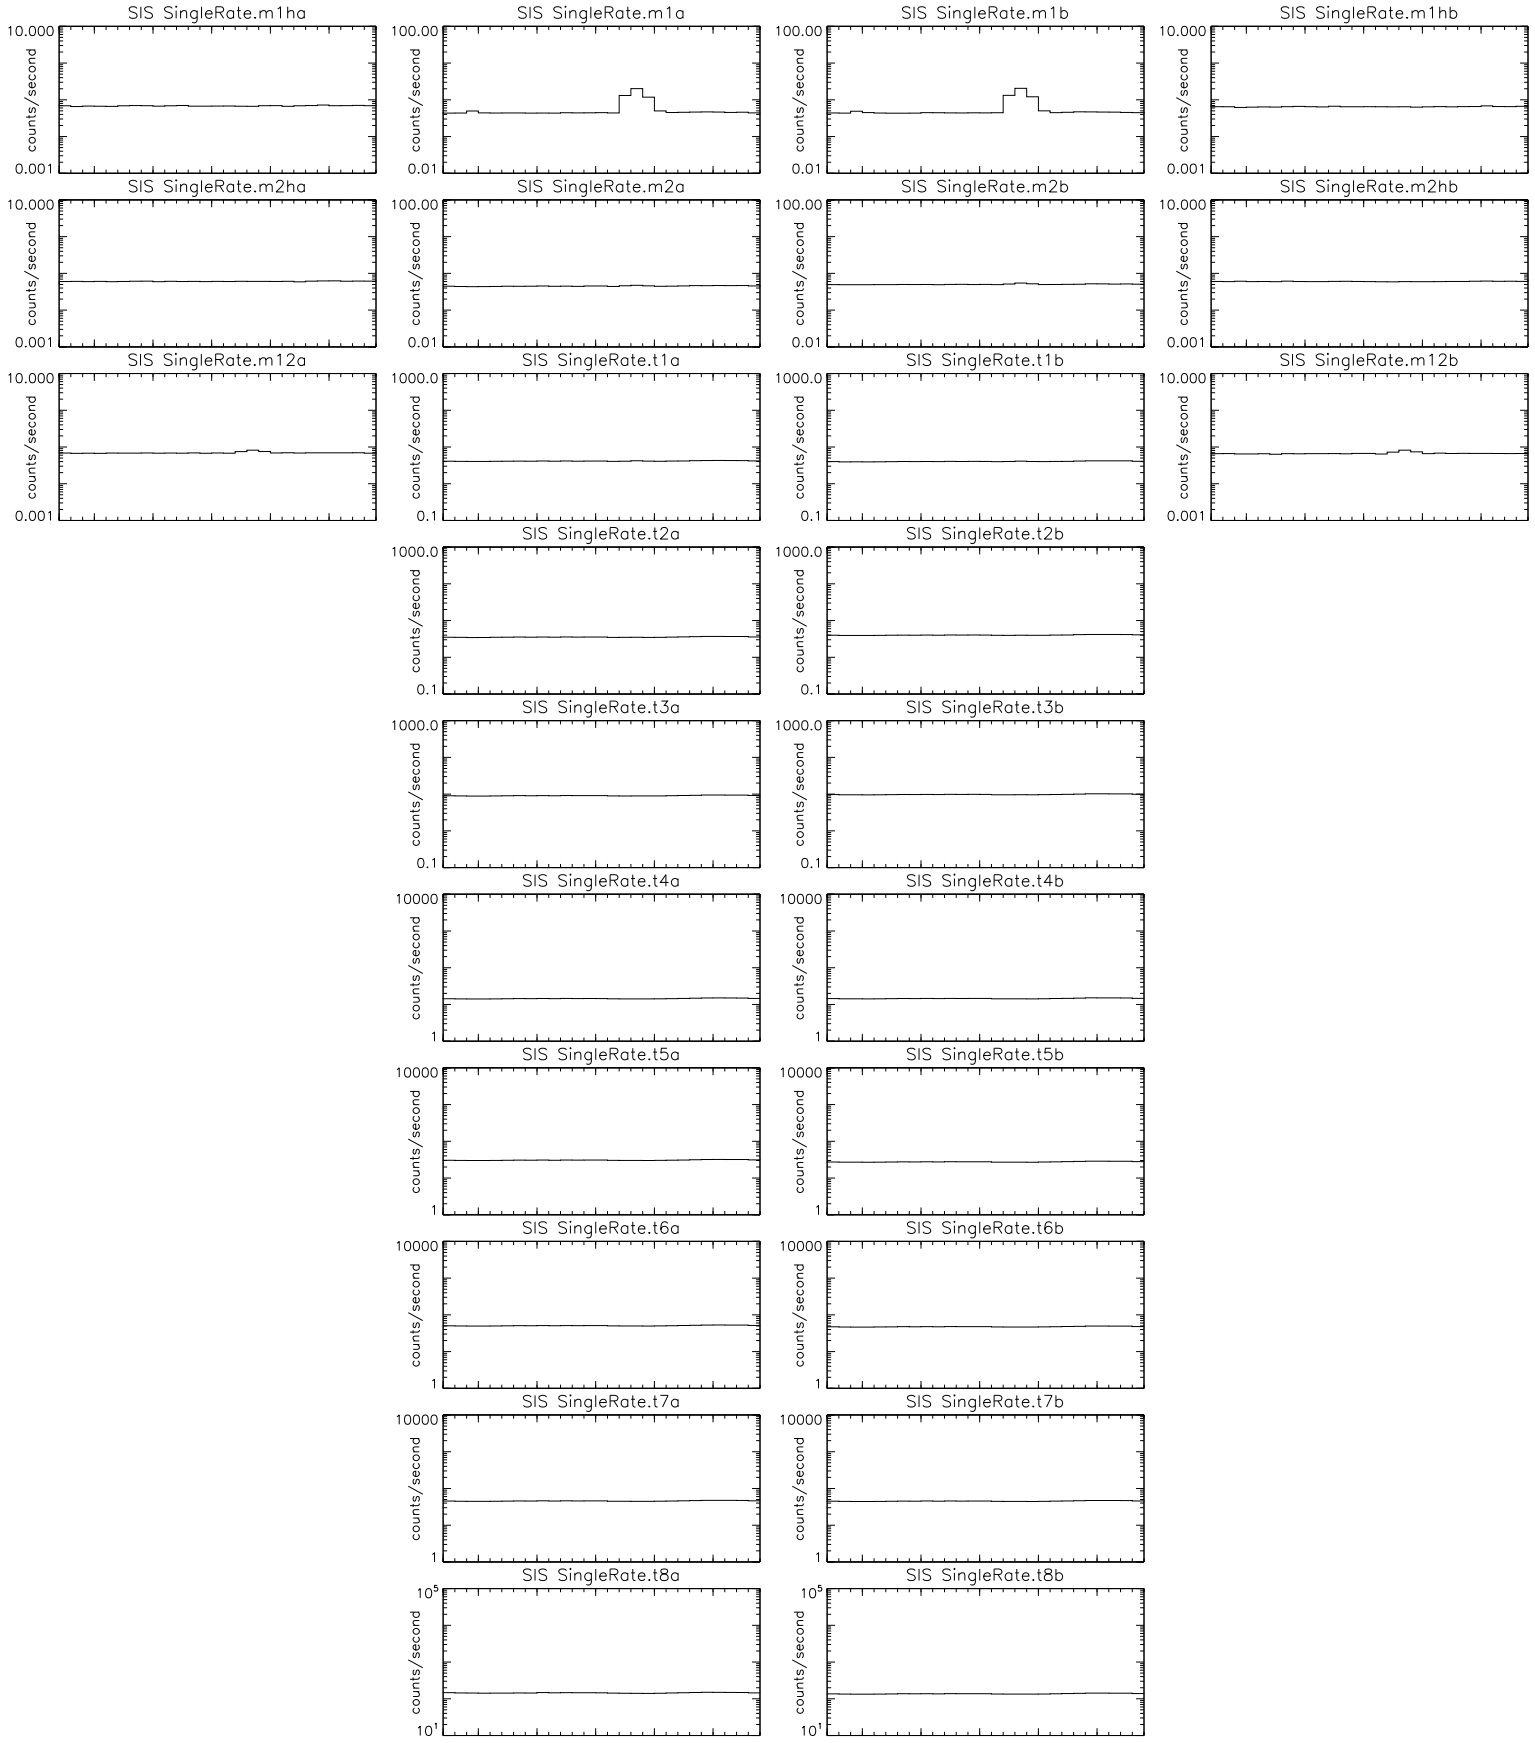 SIS SingleRate.m1ha
SIS SingleRate.m1a
SIS SingleRate.m1b
SIS SingleRate.m1hb
10.000
counts/second
0.001
100.00
counts/second
0.01
100.00
counts/second
0.01
10.000
counts/second
0.001
SIS SingleRate.m2ha
SIS SingleRate.m2a
SIS SingleRate.m2b
SIS SingleRate.m2hb
10.000
counts/second
0.001
100.00
counts/second
0.01
100.00
counts/second
0.01
10.000
counts/second
0.001
SIS SingleRate.m12a
SIS SingleRate.t1a
SIS SingleRate.t1b
SIS SingleRate.m12b
10.000
counts/second
0.001
1000.0
counts/second
0.1
1000.0
counts/second
0.1
10.000
counts/second
0.001
SIS SingleRate.t2a
SIS SingleRate.t2b
1000.0
counts/second
0.1
1000.0
counts/second
0.1
SIS SingleRate.t3a
SIS SingleRate.t3b
1000.0
counts/second
0.1
1000.0
counts/second
0.1
SIS SingleRate.t4a
SIS SingleRate.t4b
10000
counts/second
1
10000
counts/second
1
SIS SingleRate.t5a
SIS SingleRate.t5b
10000
counts/second
1
10000
counts/second
1
SIS SingleRate.t6a
SIS SingleRate.t6b
10000
counts/second
1
10000
counts/second
1
SIS SingleRate.t7a
SIS SingleRate.t7b
10000
counts/second
1
10000
counts/second
1
SIS SingleRate.t8a
SIS SingleRate.t8b
10⁵
counts/second
10¹
10⁵
counts/second
10¹